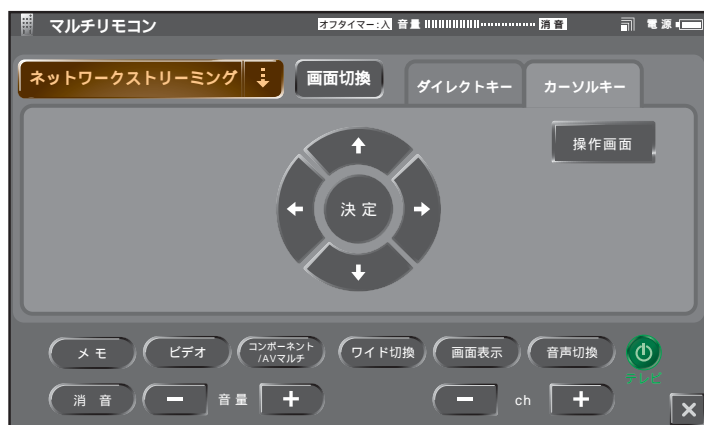 マルチリモコン オフタイマー:入 音量 消音 電源
ネットワークストリーミング 画面切換 ダイレクトキー カーソルキー
操作画面
決定
メモ ビデオ コンポーネント/AVマルチ ワイド切換 画面表示 音声切換
テレビ
消音 － 音量 ＋ － ch ＋